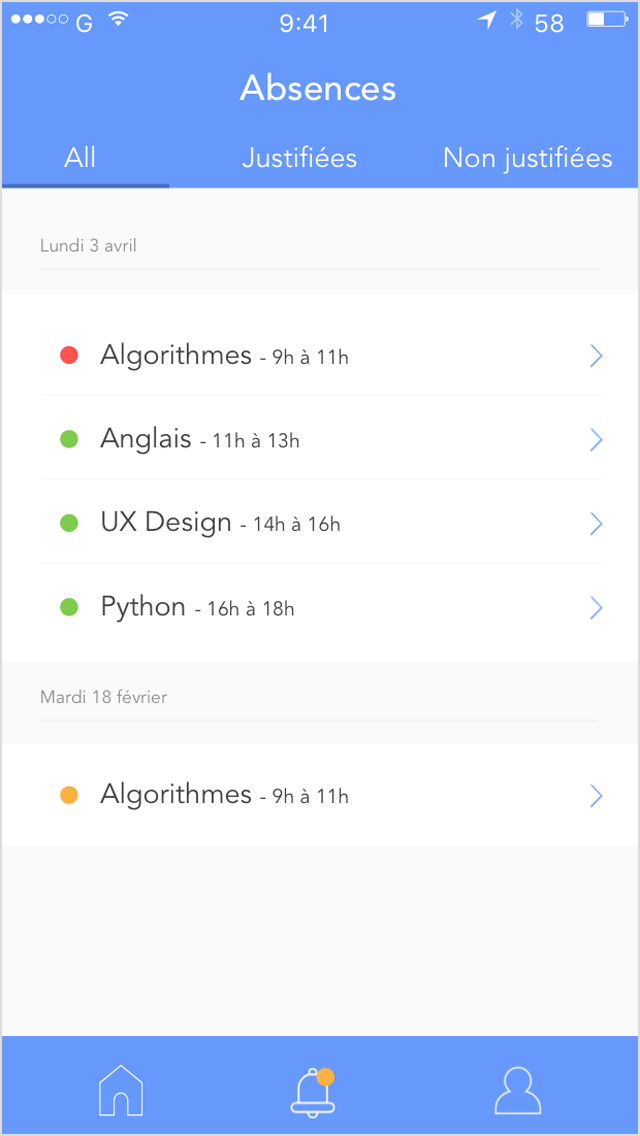 G 9:41 58
Absences
All Justifiées Non justifiées
Lundi 3 avril
Algorithmes - 9h à 11h
Anglais - 11h à 13h
UX Design - 14h à 16h
Python - 16h à 18h
Mardi 18 février
Algorithmes - 9h à 11h